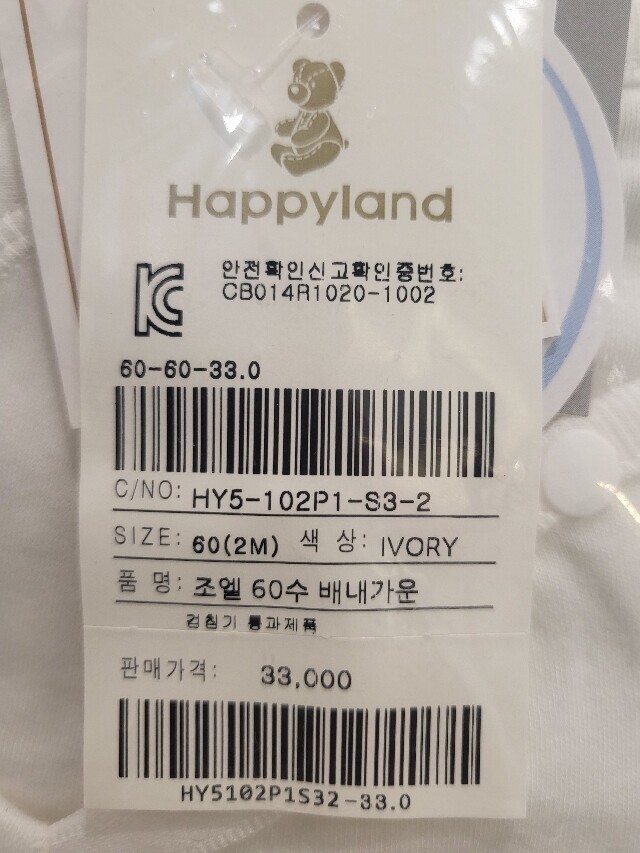 Happyland
KC
안전확인신고확인증번호:
CB014R1020-1002
60-60-33.0
C/NO: HY5-102P1-S3-2
SIZE: 60(2M) 색 상: IVORY
품 명: 조엘 60수 배내가운
검침기 통과제품
판매가격: 33,000
HY5102P1S32-33.0